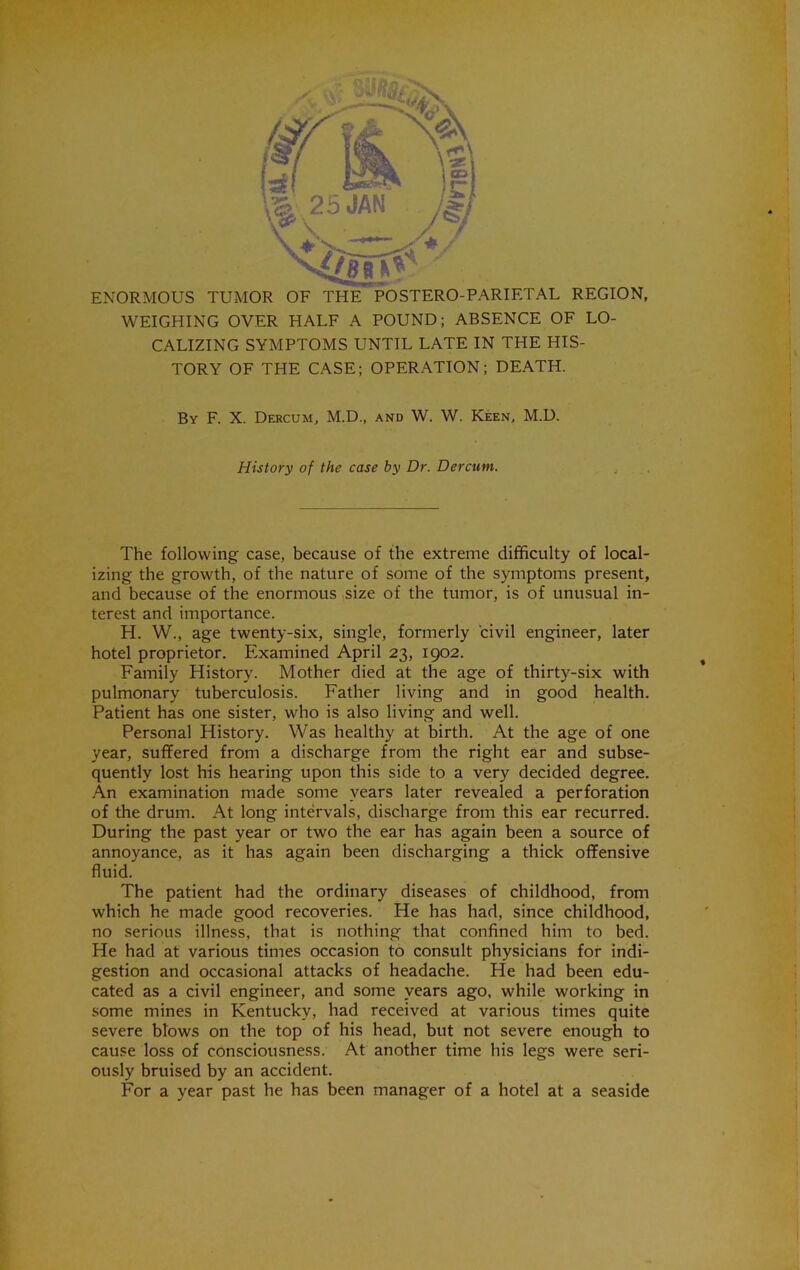 25 JAN
ENORMOUS TUMOR OF THE POSTERO-PARIETAL REGION,
WEIGHING OVER HALF A POUND; ABSENCE OF LO-
CALIZING SYMPTOMS UNTIL LATE IN THE HIS-
TORY OF THE CASE; OPERATION; DEATH.
By F. X. Dercum, M.D., and W. W. Keen, M.D.
History of the case by Dr. Dercum.
The following case, because of the extreme difficulty of local-
izing the growth, of the nature of some of the symptoms present,
and because of the enormous size of the tumor, is of unusual in-
terest and importance.
H. W., age twenty-six, single, formerly civil engineer, later
hotel proprietor. Examined April 23, 1902.
Family History. Mother died at the age of thirty-six with
pulmonary tuberculosis. Father living and in good health.
Patient has one sister, who is also living and well.
Personal History. Was healthy at birth. At the age of one
year, suffered from a discharge from the right ear and subse-
quently lost his hearing upon this side to a very decided degree.
An examination made some years later revealed a perforation
of the drum. At long intervals, discharge from this ear recurred.
During the past year or two the ear has again been a source of
annoyance, as it has again been discharging a thick offensive
fluid.
The patient had the ordinary diseases of childhood, from
which he made good recoveries. He has had, since childhood,
no serious illness, that is nothing that confined him to bed.
He had at various times occasion to consult physicians for indi-
gestion and occasional attacks of headache. He had been edu-
cated as a civil engineer, and some years ago, while working in
some mines in Kentucky, had received at various times quite
severe blows on the top of his head, but not severe enough to
cause loss of consciousness. At another time his legs were seri-
ously bruised by an accident.
For a year past he has been manager of a hotel at a seaside